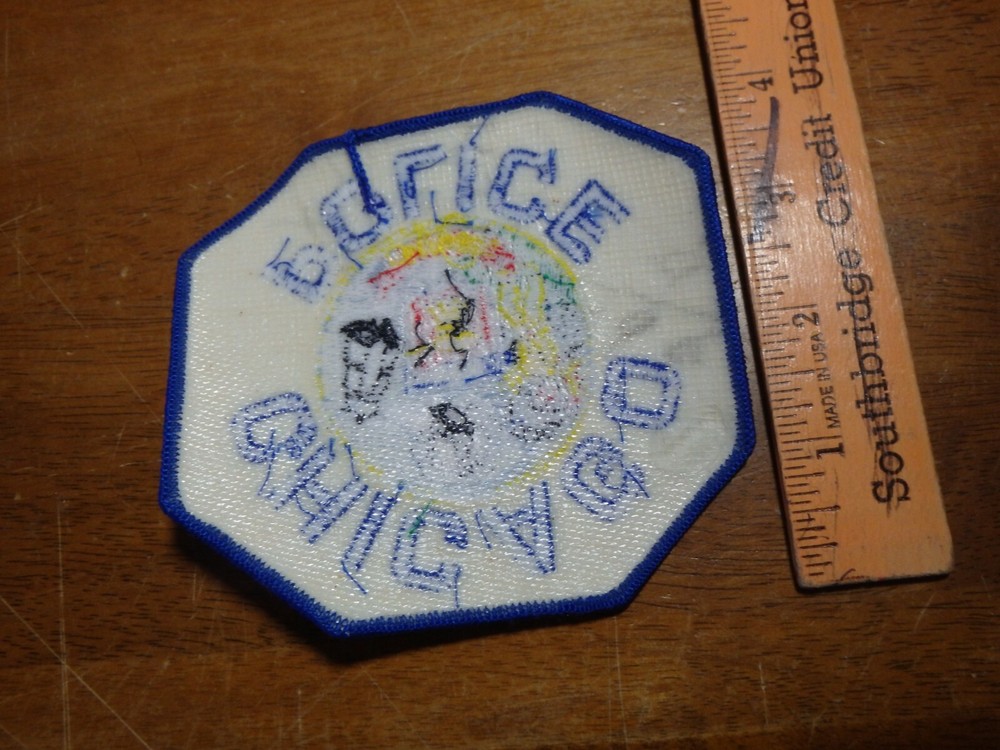 POLICE
CHICAGO
Southbridge Credit Union
MADE IN USA
1 2 3 4